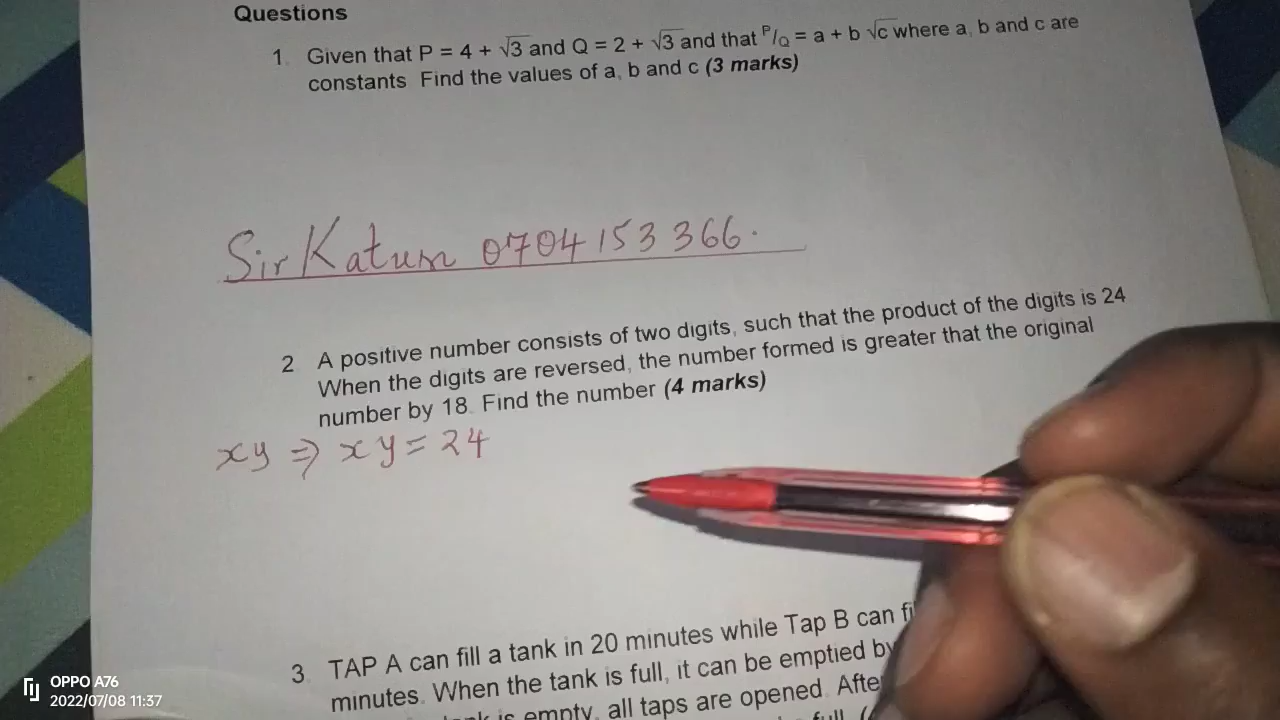 Questions
1. Given that P = 4 + √3 and Q = 2 + √3 and that P/Q = a + b √c where a, b and c are
constants Find the values of a, b and c (3 marks)
Sir Katum 0704 153 366.
2 A positive number consists of two digits, such that the product of the digits is 24
When the digits are reversed, the number formed is greater that the original
number by 18. Find the number (4 marks)
xy ⇒ xy = 24
3. TAP A can fill a tank in 20 minutes while Tap B can
minutes. When the tank is full, it can be emptied by
is empty, all taps are opened.
OPPO A76
2022/07/08 11:37